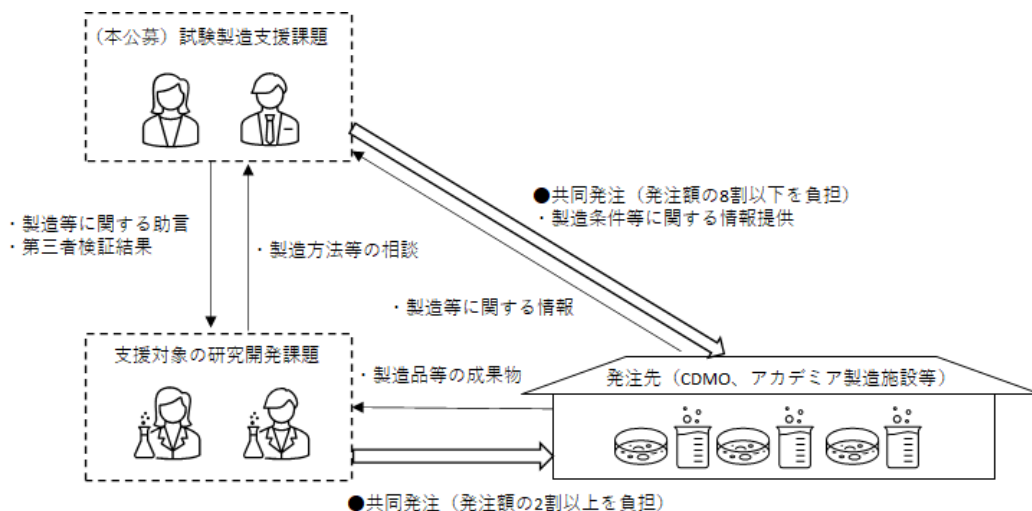 （本公募）試験製造支援課題
●共同発注（発注額の8割以下を負担）
・製造条件等に関する情報提供
・製造等に関する助言
・第三者検証結果
・製造方法等の相談
・製造等に関する情報
支援対象の研究開発課題
・製造品等の成果物
発注先（CDMO、アカデミア製造施設等）
●共同発注（発注額の2割以上を負担）